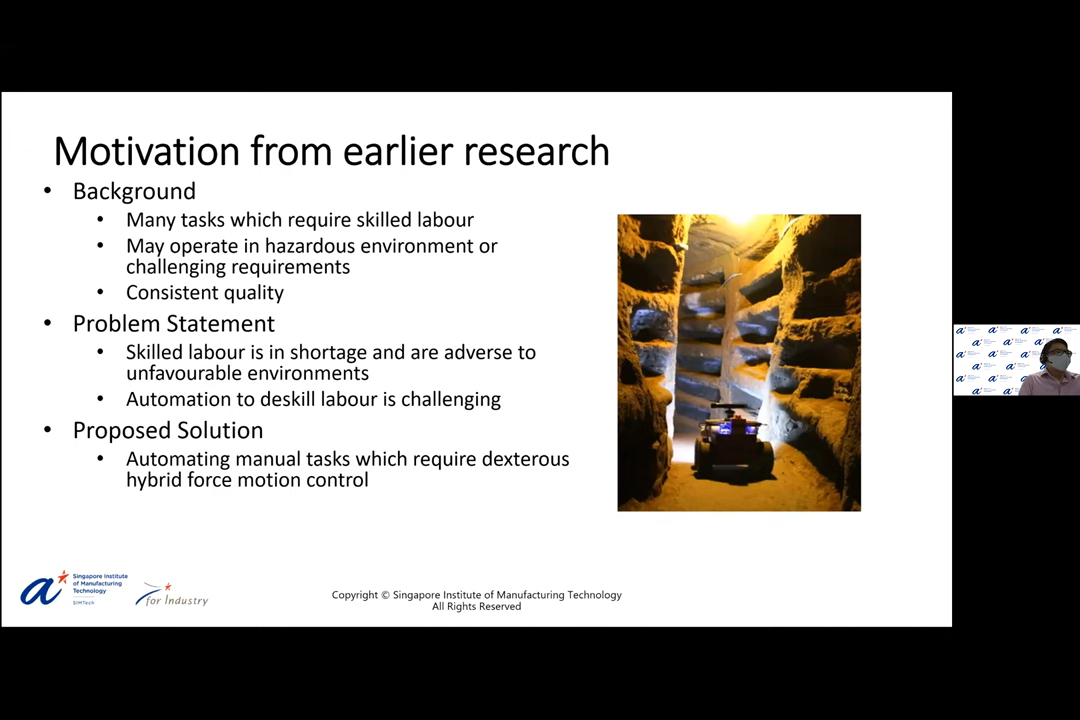 Motivation from earlier research
• Background
• Many tasks which require skilled labour
• May operate in hazardous environment or
challenging requirements
• Consistent quality
• Problem Statement
• Skilled labour is in shortage and are adverse to
unfavourable environments
• Automation to deskill labour is challenging
• Proposed Solution
• Automating manual tasks which require dexterous
hybrid force motion control
Singapore Institute
of Manufacturing
Technology
SIMTech
for Industry
Copyright © Singapore Institute of Manufacturing Technology
All Rights Reserved